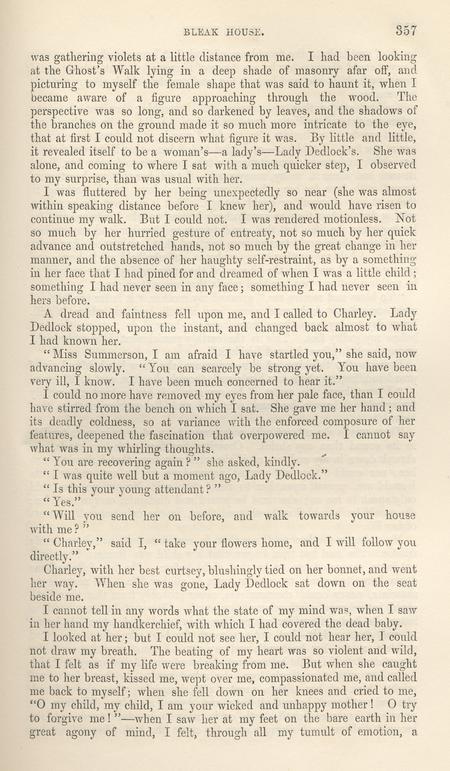 BLEAK HOUSE. 357
was gathering violets at a little distance from me. I had been looking
at the Ghost's Walk lying in a deep shade of masonry afar off, and
picturing to myself the female shape that was said to haunt it, when I
became aware of a figure approaching through the wood. The
perspective was so long, and so darkened by leaves, and the shadows of
the branches on the ground made it so much more intricate to the eye,
that at first I could not discern what figure it was. By little and little,
it revealed itself to be a woman's—a lady's—Lady Dedlock's. She was
alone, and coming to where I sat with a much quicker step, I observed
to my surprise, than was usual with her.
I was fluttered by her being unexpectedly so near (she was almost
within speaking distance before I knew her), and would have risen to
continue my walk. But I could not. I was rendered motionless. Not
so much by her hurried gesture of entreaty, not so much by her quick
advance and outstretched hands, not so much by the great change in her
manner, and the absence of her haughty self-restraint, as by a something
in her face that I had pined for and dreamed of when I was a little child;
something I had never seen in any face; something I had never seen in
hers before.
A dread and faintness fell upon me, and I called to Charley. Lady
Dedlock stopped, upon the instant, and changed back almost to what
I had known her.
"Miss Summerson, I am afraid I have startled you," she said, now
advancing slowly. "You can scarcely be strong yet. You have been
very ill, I know. I have been much concerned to hear it."
I could no more have removed my eyes from her pale face, than I could
have stirred from the bench on which I sat. She gave me her hand; and
its deadly coldness, so at variance with the enforced composure of her
features, deepened the fascination that overpowered me. I cannot say
what was in my whirling thoughts.
"You are recovering again?" she asked, kindly.
"I was quite well but a moment ago, Lady Dedlock."
"Is this your young attendant?"
"Yes."
"Will you send her on before, and walk towards your house
with me?"
"Charley," said I, "take your flowers home, and I will follow you
directly."
Charley, with her best curtsey, blushingly tied on her bonnet, and went
her way. When she was gone, Lady Dedlock sat down on the seat
beside me.
I cannot tell in any words what the state of my mind was, when I saw
in her hand my handkerchief, with which I had covered the dead baby.
I looked at her; but I could not see her, I could not hear her, I could
not draw my breath. The beating of my heart was so violent and wild,
that I felt as if my life were breaking from me. But when she caught
me to her breast, kissed me, wept over me, compassionated me, and called
me back to myself; when she fell down on her knees and cried to me,
"O my child, my child, I am your wicked and unhappy mother! O try
to forgive me!"—when I saw her at my feet on the bare earth in her
great agony of mind, I felt, through all my tumult of emotion, a